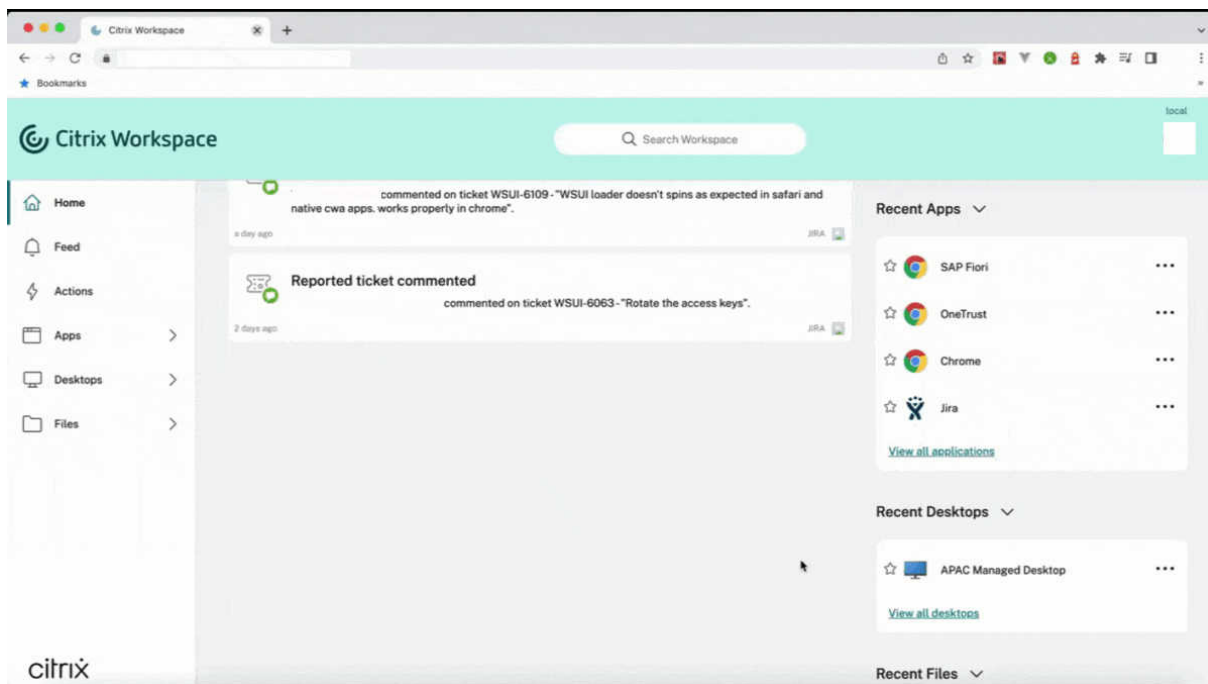 Citrix Workspace
Bookmarks
local
Citrix Workspace
Search Workspace
Home
Feed
Actions
Apps
Desktops
Files
citrix
commented on ticket WSUI-6109 - "WSUI loader doesn't spins as expected in safari and
native cwa apps. works properly in chrome".
a day ago
JIRA
Reported ticket commented
commented on ticket WSUI-6063 - "Rotate the access keys".
2 days ago
JIRA
Recent Apps
SAP Fiori
OneTrust
Chrome
Jira
View all applications
Recent Desktops
APAC Managed Desktop
View all desktops
Recent Files